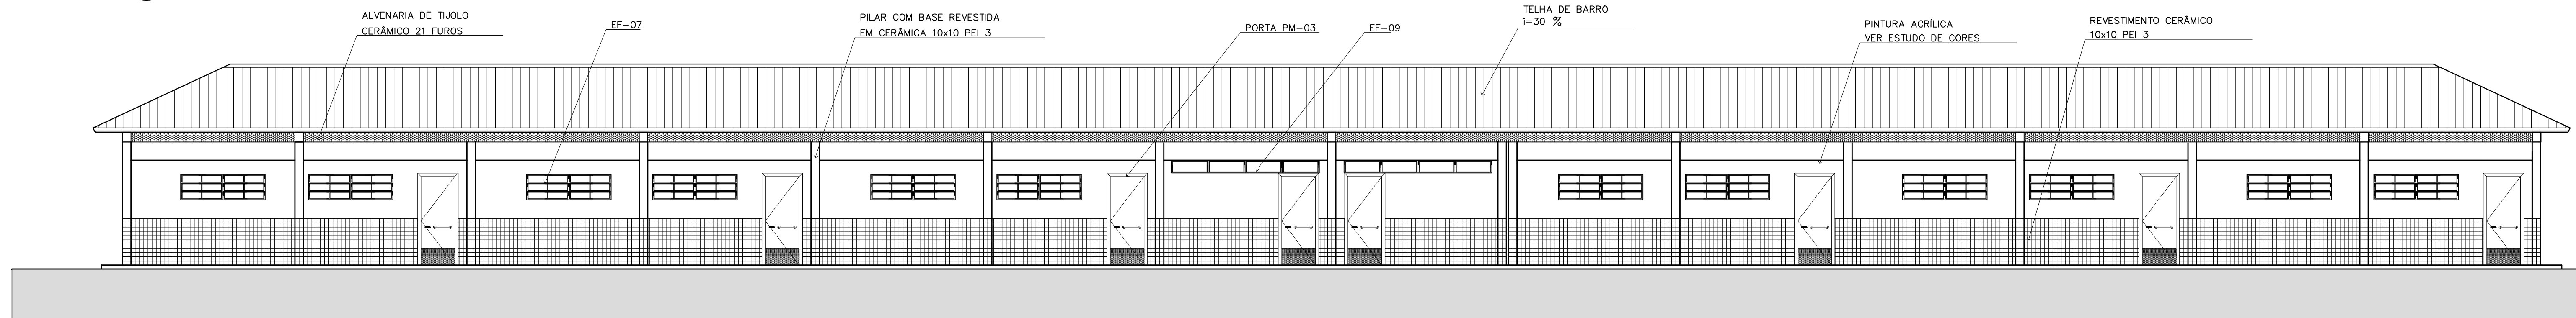 ALVENARIA DE TIJOLO
CERÂMICO 21 FUROS
EF-07
PILAR COM BASE REVESTIDA
EM CERÂMICA 10x10 PEI 3
PORTA PM-03
EF-09
TELHA DE BARRO
i=30 %
PINTURA ACRÍLICA
VER ESTUDO DE CORES
REVESTIMENTO CERÂMICO
10x10 PEI 3